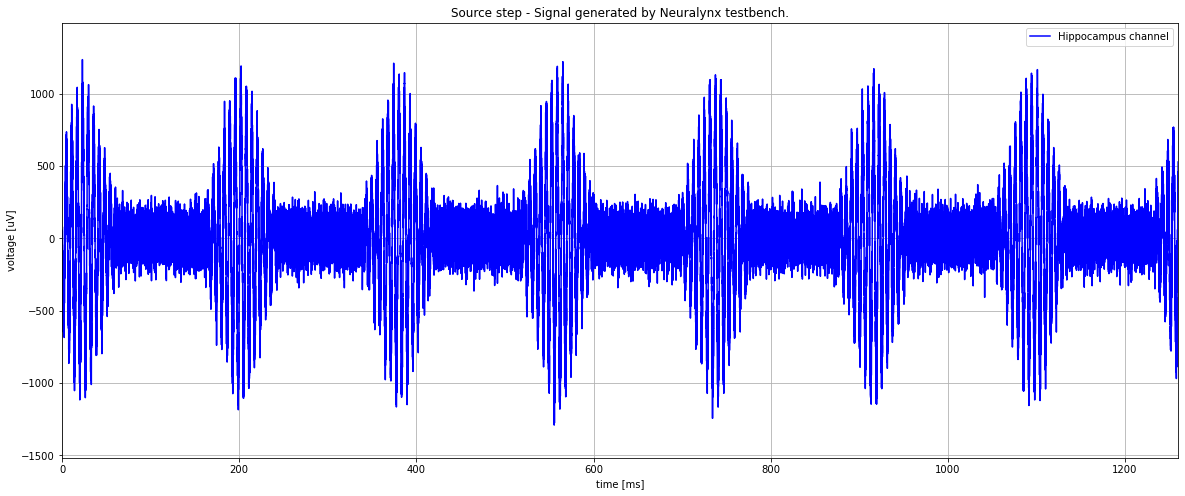 Source step - Signal generated by Neuralynx testbench.
Hippocampus channel
1000
500
0
−500
−1000
−1500
voltage [uV]
0 200 400 600 800 1000 1200
time [ms]